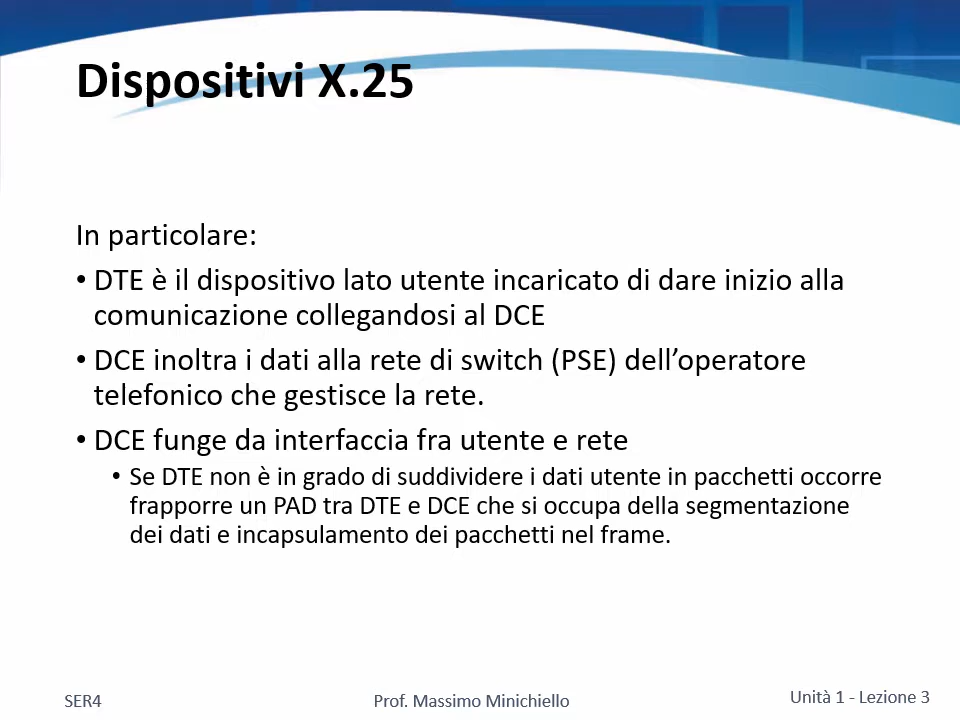 Dispositivi X.25
In particolare:
• DTE è il dispositivo lato utente incaricato di dare inizio alla
comunicazione collegandosi al DCE
• DCE inoltra i dati alla rete di switch (PSE) dell’operatore
telefonico che gestisce la rete.
• DCE funge da interfaccia fra utente e rete
• Se DTE non è in grado di suddividere i dati utente in pacchetti occorre
frapporre un PAD tra DTE e DCE che si occupa della segmentazione
dei dati e incapsulamento dei pacchetti nel frame.
SER4
Prof. Massimo Minichiello
Unità 1 - Lezione 3